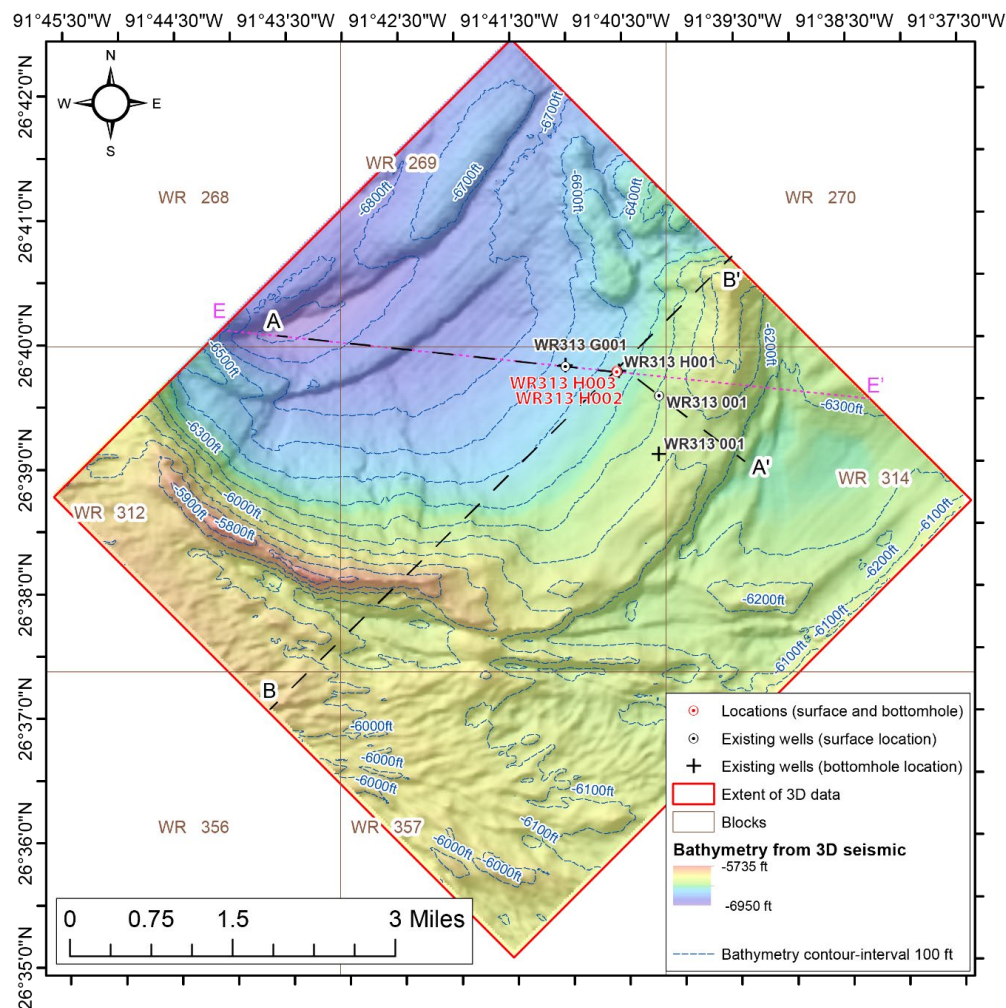 91°45'30"W 91°44'30"W 91°43'30"W 91°42'30"W 91°41'30"W 91°40'30"W 91°39'30"W 91°38'30"W 91°37'30"W
26°42'0"N
26°41'0"N
26°40'0"N
26°39'0"N
26°38'0"N
26°37'0"N
26°36'0"N
26°35'0"N
N
W E
S
-6700ft
WR 269
-6800ft
-6700ft
-6600ft
-6400ft
WR 268
WR 270
B'
E
A
-6500ft
WR313 G001
WR313 H001
WR313 H003
WR313 H002
-6200ft
E'
-6300ft
WR313 001
WR313 001
A'
-6300ft
WR 314
WR 312
-5900ft
-6000ft
-5800ft
-6100ft
-6200ft
-6200ft
-6100ft
-6100ft
B
-6000ft
-6000ft
-6000ft
-6100ft
WR 356
WR 357
-6100ft
-6000ft
-6000ft
Locations (surface and bottomhole)
Existing wells (surface location)
Existing wells (bottomhole location)
Extent of 3D data
Blocks
Bathymetry from 3D seismic
-5735 ft
-6950 ft
Bathymetry contour-interval 100 ft
0 0.75 1.5 3 Miles